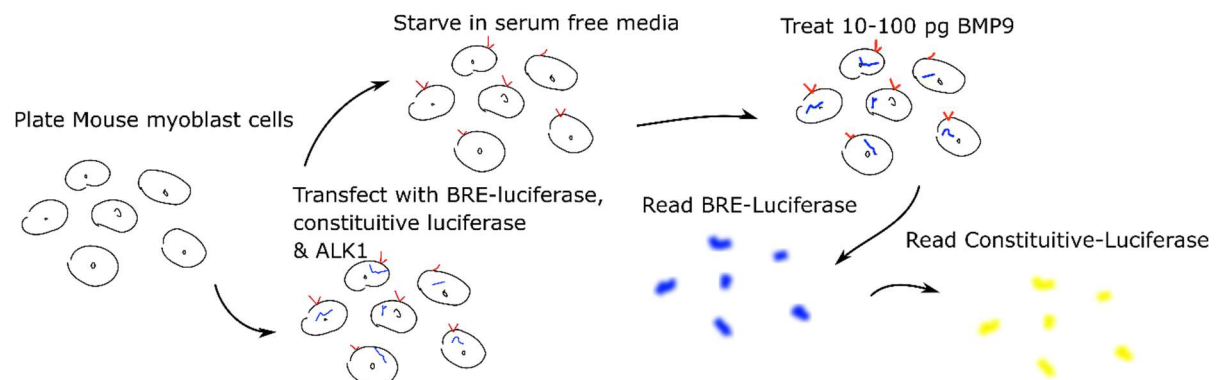 Plate Mouse myoblast cells
Transfect with BRE-luciferase,
constituitive luciferase
& ALK1
Starve in serum free media
Treat 10-100 pg BMP9
Read BRE-Luciferase
Read Constituitive-Luciferase